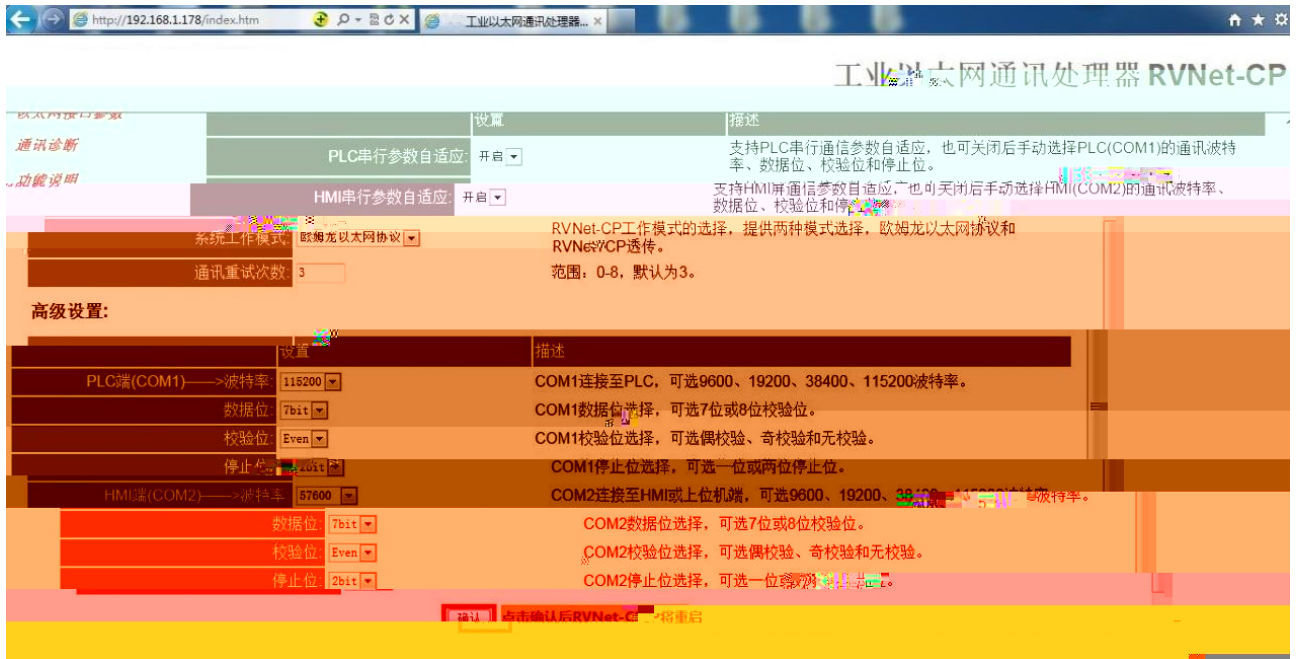 http://192.168.1.178/index.htm
工业以太网通讯处理器...
工业以太网通讯处理器 RVNet-CP
以太网接口参数
设置 描述
通讯诊断
PLC串行参数自适应: 开启 支持PLC串行通信参数自适应，也可关闭后手动选择PLC(COM1)的通讯波特
率、数据位、校验位和停止位。
功能说明
HMI串行参数自适应: 开启 支持HMI屏通信参数自适应，也可关闭后手动选择HMI(COM2)的通讯波特率、
数据位、校验位和停
系统工作模式: 欧姆龙以太网协议 RVNet-CP工作模式的选择，提供两种模式选择，欧姆龙以太网协议和
CP透传。
通讯重试次数: 3 范围：0-8，默认为3。
高级设置:
设置 描述
PLC端(COM1)——>波特率: 115200 COM1连接至PLC，可选9600、19200、38400、115200波特率。
数据位: 7bit COM1数据位选择，可选7位或8位校验位。
校验位: Even COM1校验位选择，可选偶校验、奇校验和无校验。
停止 2bit COM1停止位选择，可选一位或两位停止位。
HMI端(COM2)——>波特率 57600 COM2连接至HMI或上位机端，可选9600、19200、 波特率。
数据位: 7bit COM2数据位选择，可选7位或8位校验位。
校验位: Even COM2校验位选择，可选偶校验、奇校验和无校验。
停止位: 2bit COM2停止位选择，可选一位
确认 点击确认后RVNet-C 将重启